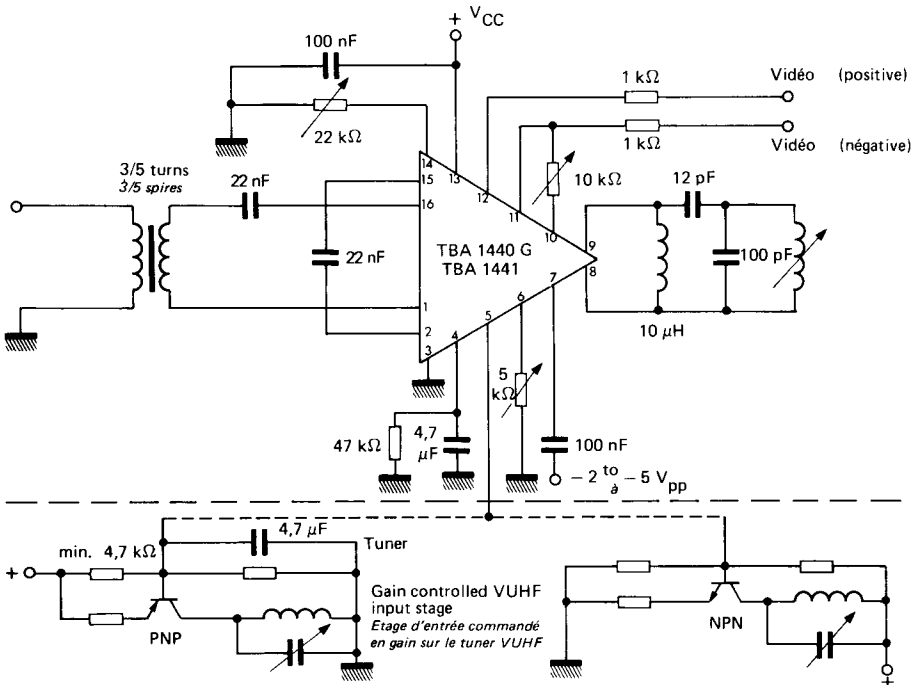 + V CC
100 nF
22 kΩ
1 kΩ
Vidéo (positive)
1 kΩ
Vidéo (négative)
3/5 turns
3/5 spires
22 nF
22 nF
14
15
16
13
12
11
10
9
8
7
6
5
4
3
2
1
TBA 1440 G
TBA 1441
10 kΩ
12 pF
100 pF
10 μH
5
kΩ
47 kΩ
4,7
μF
100 nF
– 2 to à – 5 Vpp
4,7 μF
Tuner
min. 4,7 kΩ
+
PNP
Gain controlled VUHF
input stage
Etage d'entrée commandé
en gain sur le tuner VUHF
NPN
+